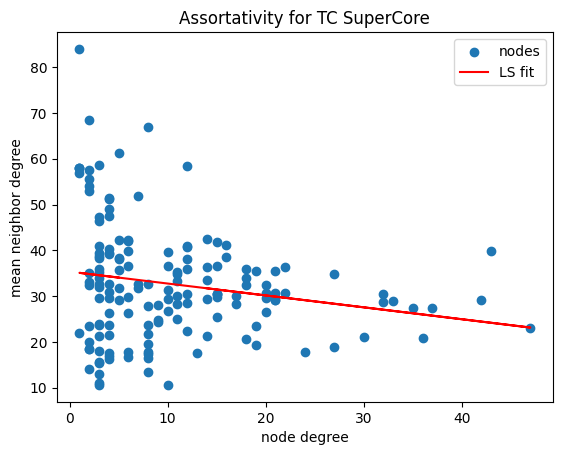 Assortativity for TC SuperCore
nodes
LS fit
mean neighbor degree
80
70
60
50
40
30
20
10
0
10
20
30
40
node degree